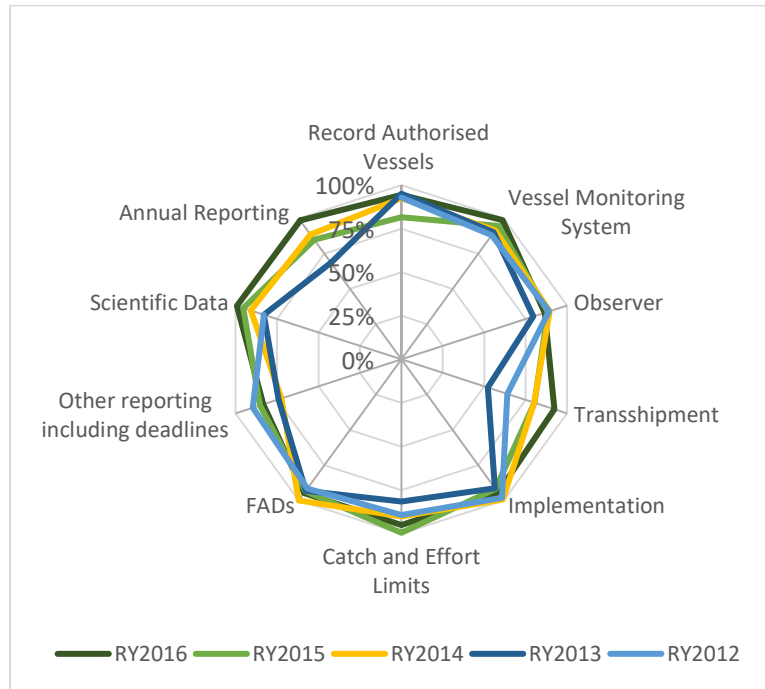 Record Authorised
Vessels
100%
Vessel Monitoring
System
Annual Reporting
75%
50%
Scientific Data
Observer
25%
0%
Other reporting
including deadlines
Transshipment
FADs
Implementation
Catch and Effort
Limits
RY2016 RY2015 RY2014 RY2013 RY2012